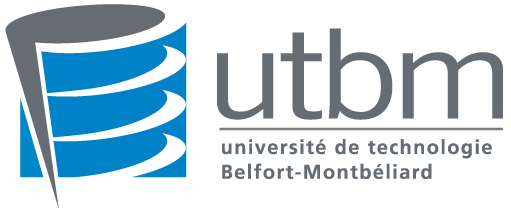 utbm
université de technologie
Belfort-Montbéliard